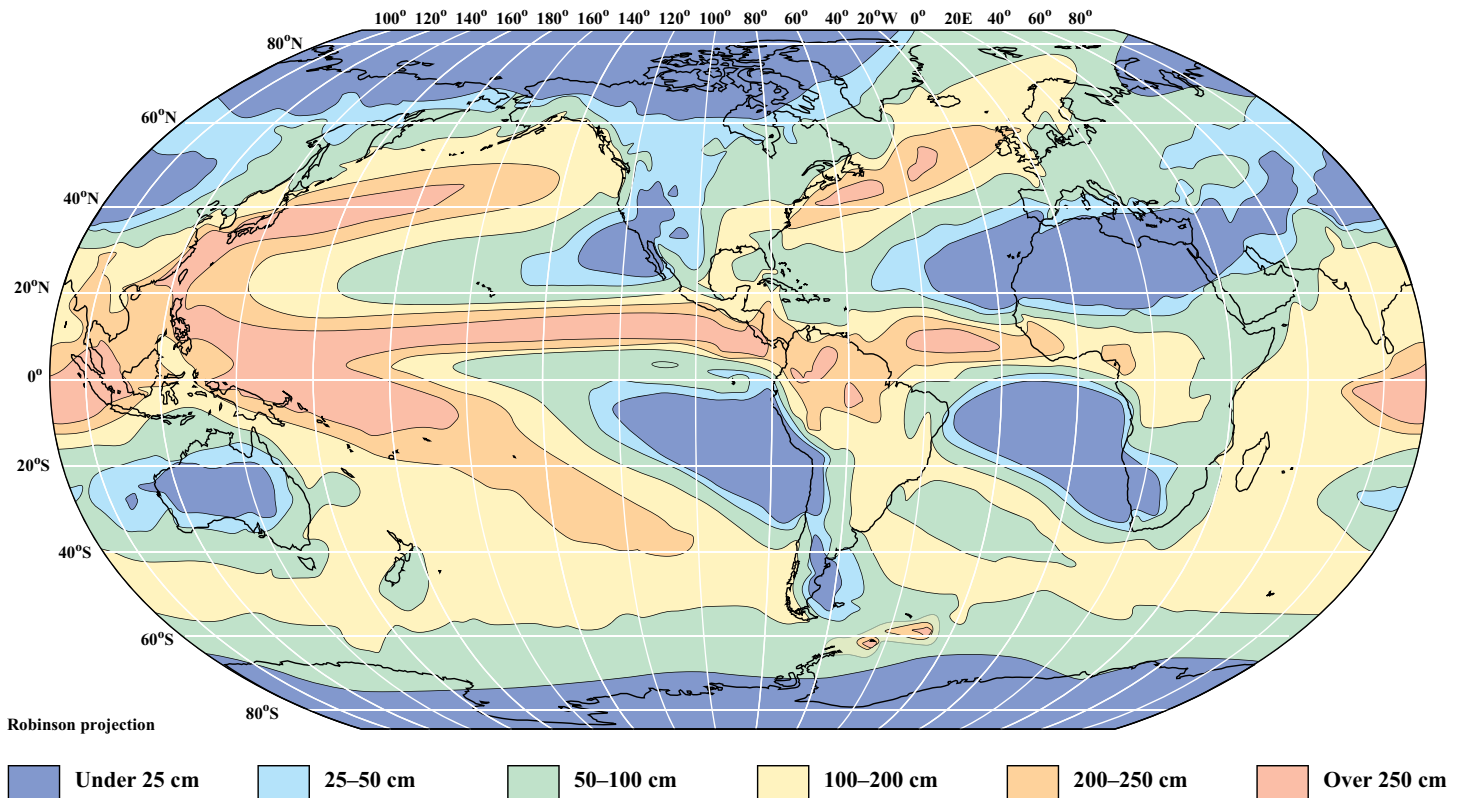 100° 120° 140° 160° 180° 160° 140° 120° 100° 80° 60° 40° 20°W 0° 20E 40° 60° 80°
80°N
60°N
40°N
20°N
0°
20°S
40°S
60°S
80°S
Robinson projection
Under 25 cm 25–50 cm 50–100 cm 100–200 cm 200–250 cm Over 250 cm